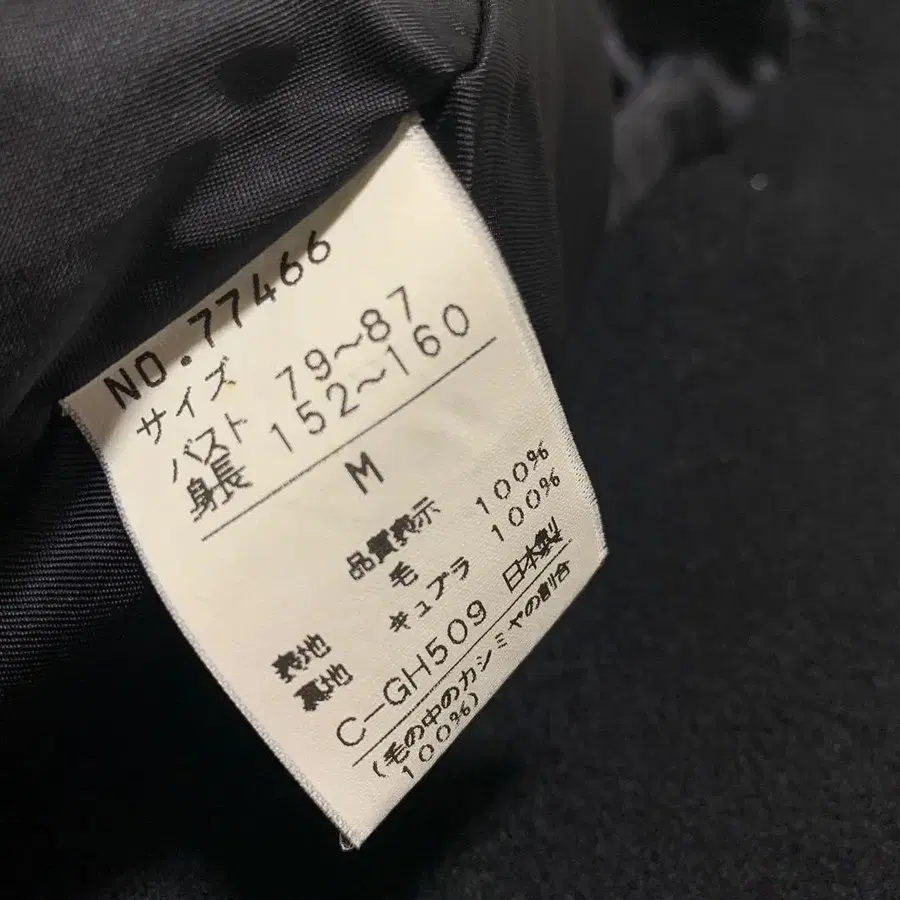 NO.77466
サイズ
バスト 79～87
身長 152～160
M
品質表示
表地 毛 100%
裏地 キュプラ 100%
C-GH509 日本製
(毛の中のカシミヤの割合
100%)